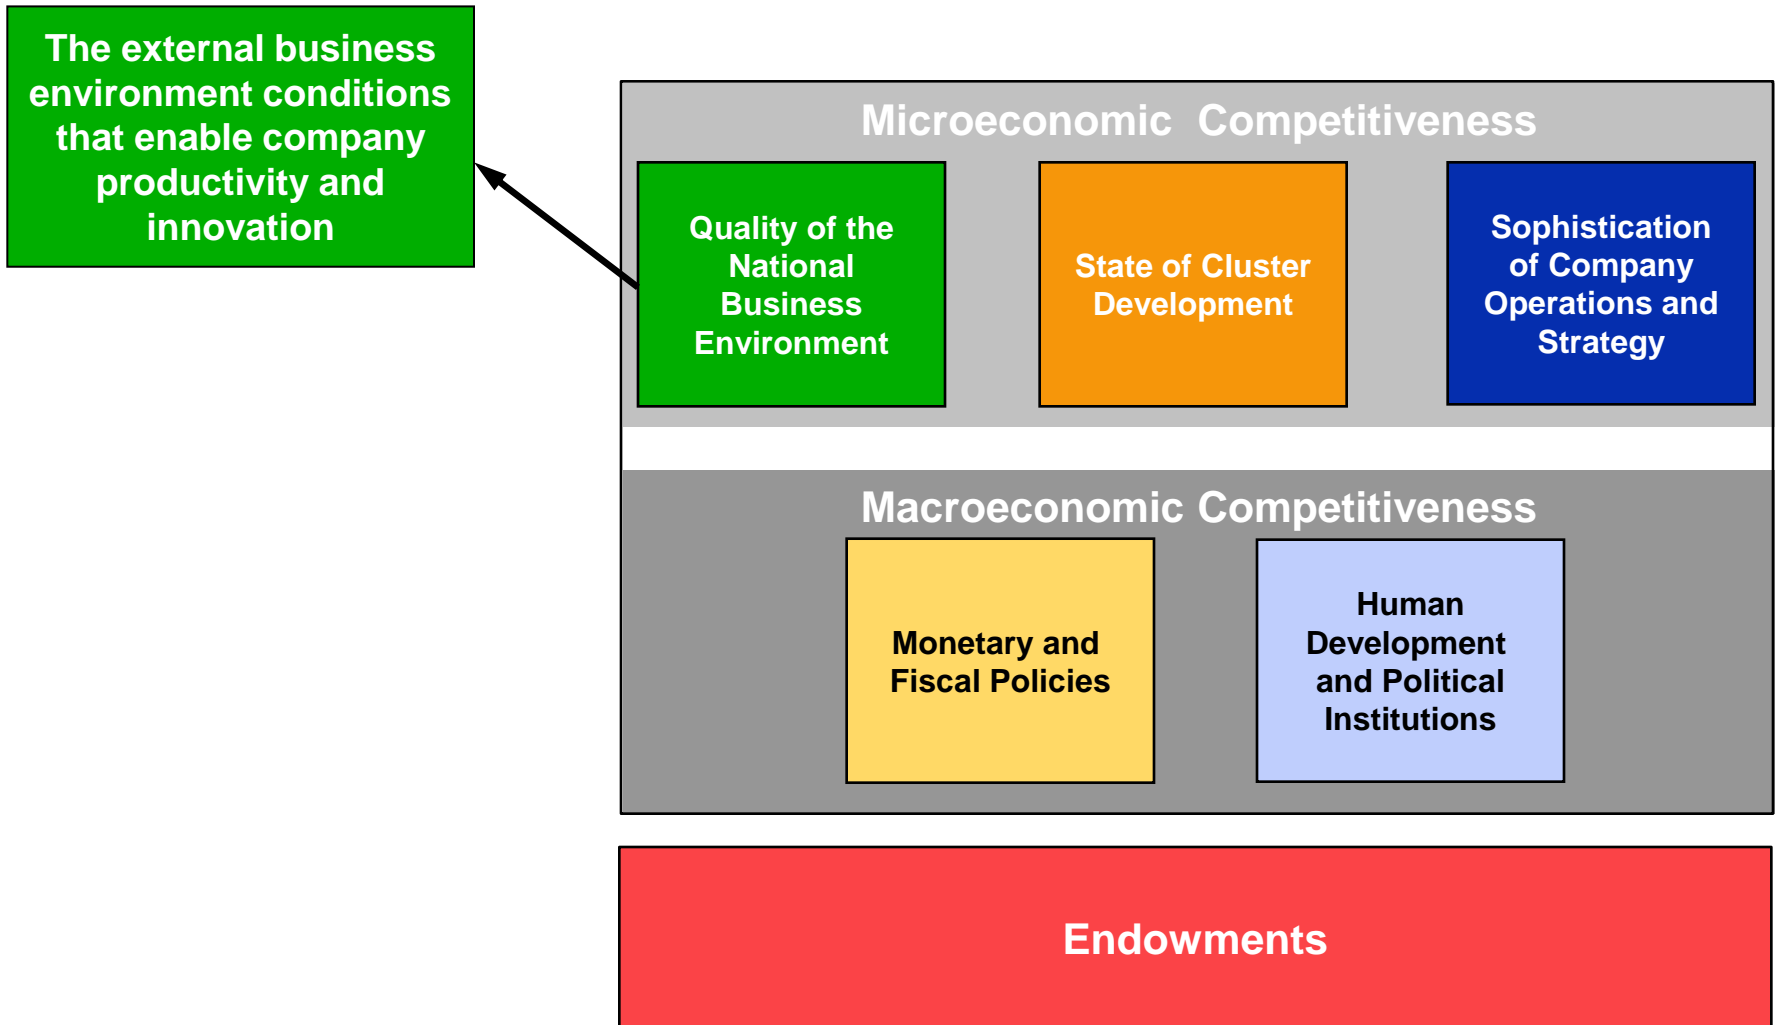 The external business
environment conditions
that enable company
productivity and
innovation
Microeconomic Competitiveness
Quality of the
National
Business
Environment
State of Cluster
Development
Sophistication
of Company
Operations and
Strategy
Macroeconomic Competitiveness
Monetary and
Fiscal Policies
Human
Development
and Political
Institutions
Endowments